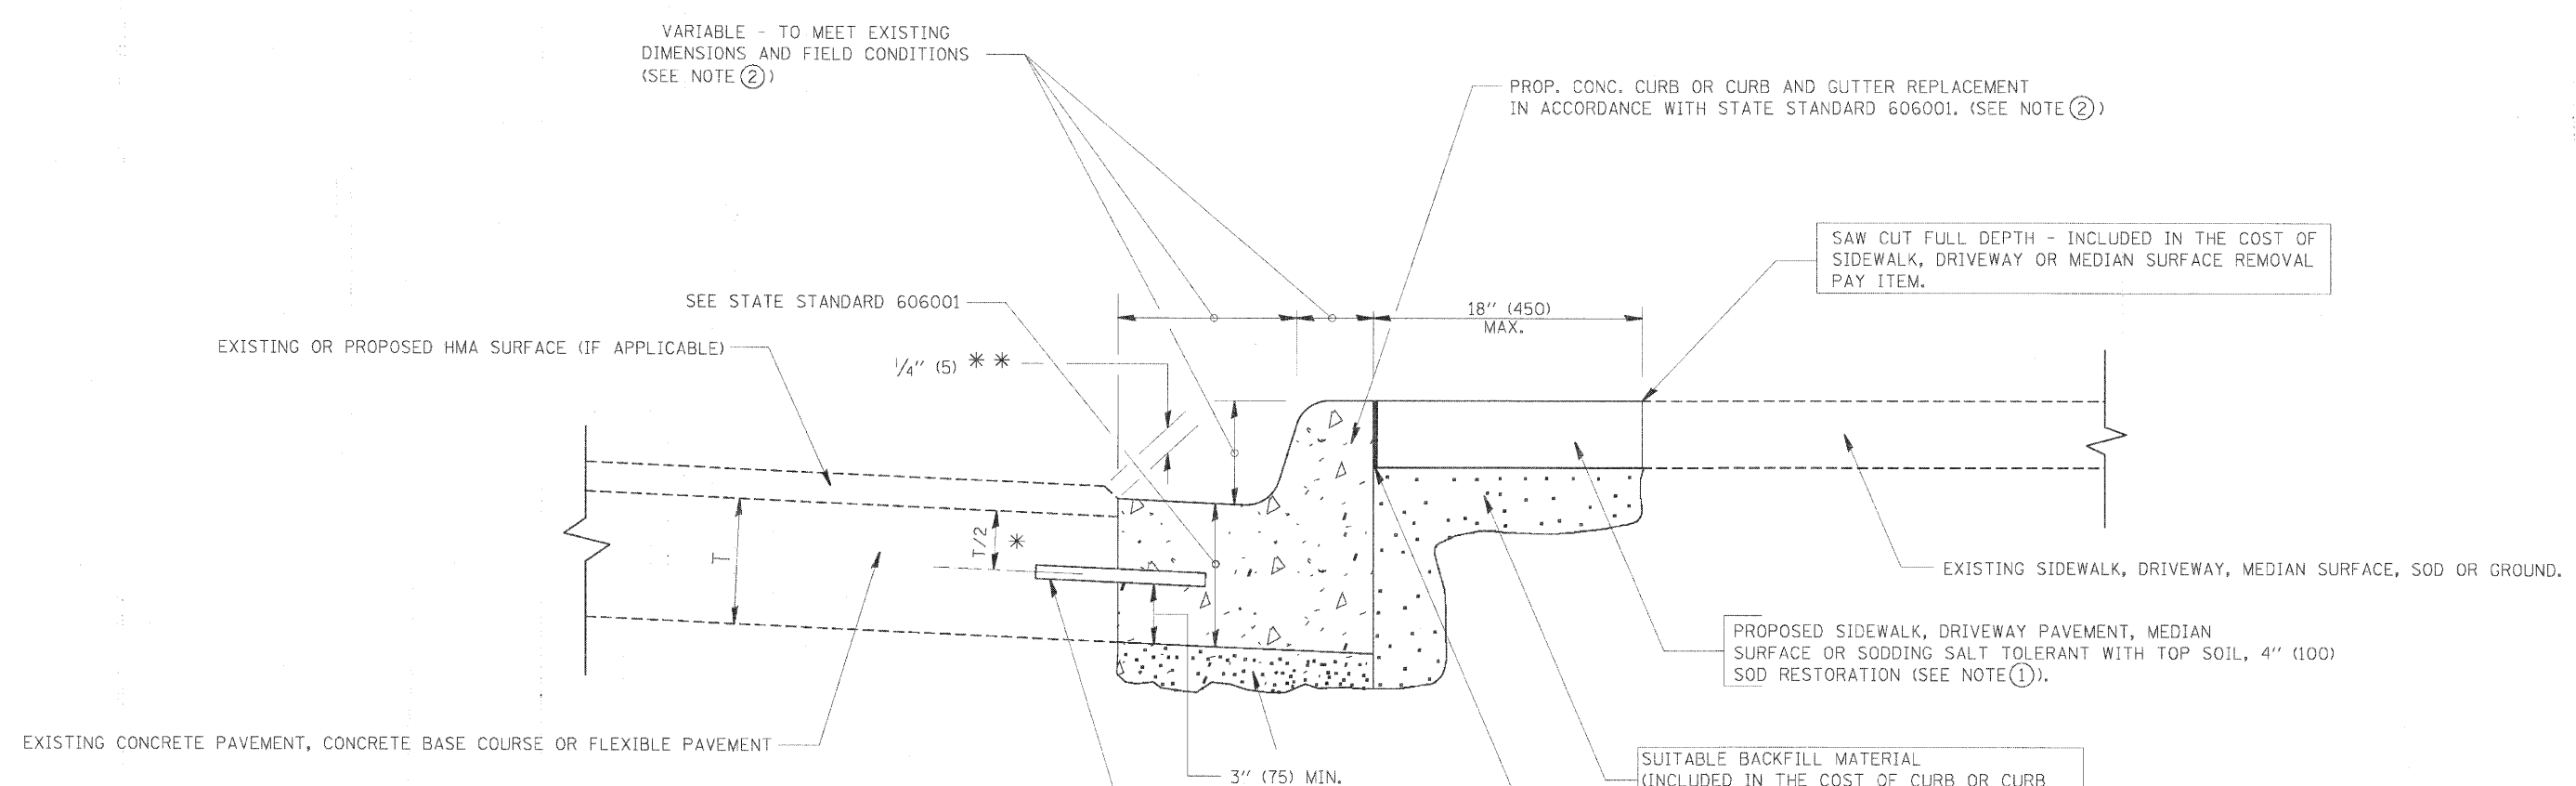 VARIABLE - TO MEET EXISTING
DIMENSIONS AND FIELD CONDITIONS
(SEE NOTE ②)
PROP. CONC. CURB OR CURB AND GUTTER REPLACEMENT
IN ACCORDANCE WITH STATE STANDARD 606001. (SEE NOTE ②)
SAW CUT FULL DEPTH - INCLUDED IN THE COST OF
SIDEWALK, DRIVEWAY OR MEDIAN SURFACE REMOVAL
PAY ITEM.
SEE STATE STANDARD 606001
18" (450)
MAX.
EXISTING OR PROPOSED HMA SURFACE (IF APPLICABLE)
1/4" (5) * *
T
T/2 *
EXISTING SIDEWALK, DRIVEWAY, MEDIAN SURFACE, SOD OR GROUND.
PROPOSED SIDEWALK, DRIVEWAY PAVEMENT, MEDIAN
SURFACE OR SODDING SALT TOLERANT WITH TOP SOIL, 4" (100)
SOD RESTORATION (SEE NOTE ①).
EXISTING CONCRETE PAVEMENT, CONCRETE BASE COURSE OR FLEXIBLE PAVEMENT
3" (75) MIN.
SUITABLE BACKFILL MATERIAL
(INCLUDED IN THE COST OF CURB OR CURB